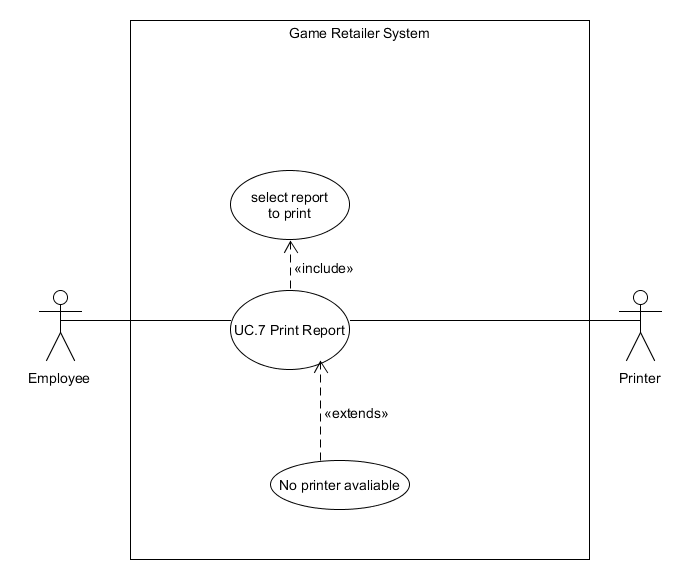 Game Retailer System
select report
to print
«include»
UC.7 Print Report
Employee
Printer
«extends»
No printer avaliable